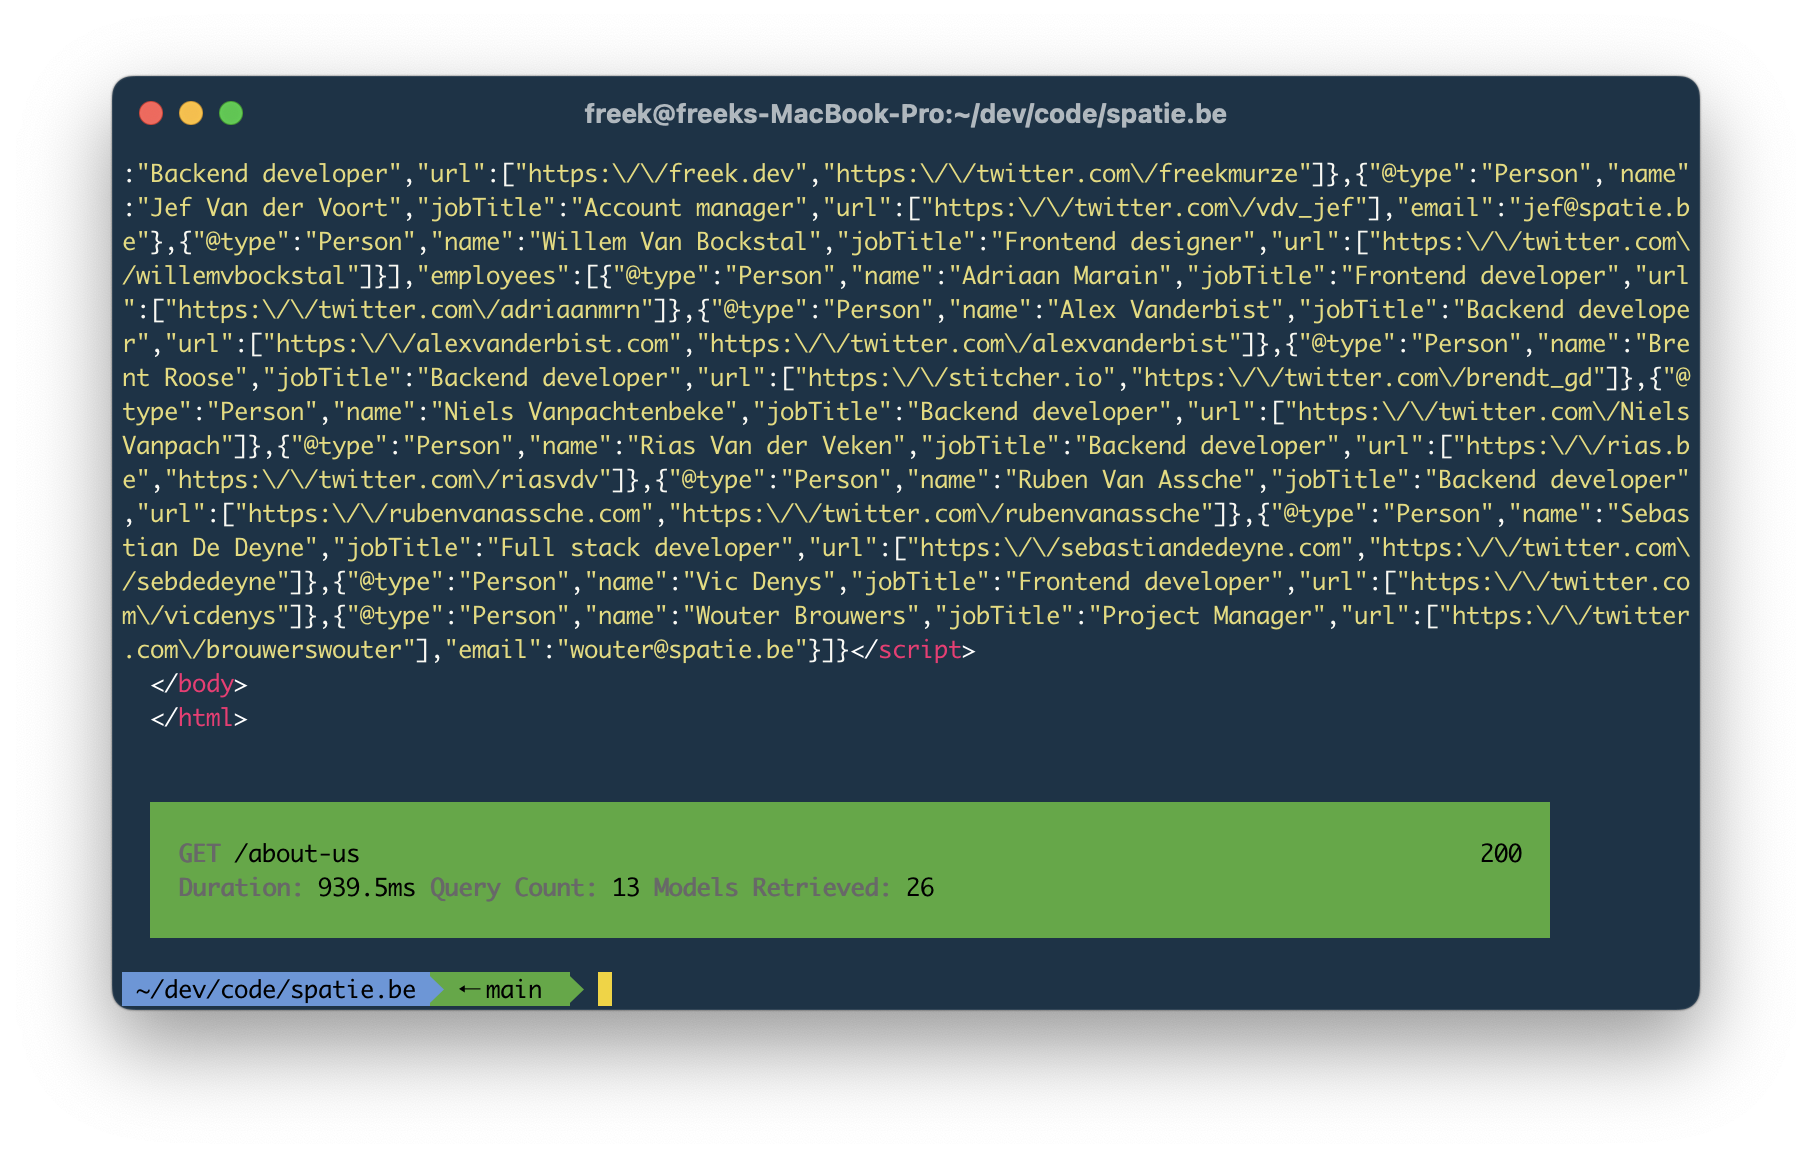 freek@freeks-MacBook-Pro:~/dev/code/spatie.be
:"Backend developer","url":["https:\/\/freek.dev","https:\/\/twitter.com\/freekmurze"]},{"@type":"Person","name"
:"Jef Van der Voort","jobTitle":"Account manager","url":["https:\/\/twitter.com\/vdv_jef"],"email":"jef@spatie.b
e"},{"@type":"Person","name":"Willem Van Bockstal","jobTitle":"Frontend designer","url":["https:\/\/twitter.com\
/willemvbockstal"]}],"employees":[{"@type":"Person","name":"Adriaan Marain","jobTitle":"Frontend developer","url
":["https:\/\/twitter.com\/adriaanmrn"]},{"@type":"Person","name":"Alex Vanderbist","jobTitle":"Backend develope
r","url":["https:\/\/alexvanderbist.com","https:\/\/twitter.com\/alexvanderbist"]},{"@type":"Person","name":"Bre
nt Roose","jobTitle":"Backend developer","url":["https:\/\/stitcher.io","https:\/\/twitter.com\/brendt_gd"]},{"@
type":"Person","name":"Niels Vanpachtenbeke","jobTitle":"Backend developer","url":["https:\/\/twitter.com\/Niels
Vanpach"]},{"@type":"Person","name":"Rias Van der Veken","jobTitle":"Backend developer","url":["https:\/\/rias.b
e","https:\/\/twitter.com\/riasvdv"]},{"@type":"Person","name":"Ruben Van Assche","jobTitle":"Backend developer"
,"url":["https:\/\/rubenvanassche.com","https:\/\/twitter.com\/rubenvanassche"]},{"@type":"Person","name":"Sebas
tian De Deyne","jobTitle":"Full stack developer","url":["https:\/\/sebastiandedeyne.com","https:\/\/twitter.com\
/sebdedeyne"]},{"@type":"Person","name":"Vic Denys","jobTitle":"Frontend developer","url":["https:\/\/twitter.co
m\/vicdenys"]},{"@type":"Person","name":"Wouter Brouwers","jobTitle":"Project Manager","url":["https:\/\/twitter
.com\/brouwerswouter"],"email":"wouter@spatie.be"}]}</script>
</body>
</html>
GET /about-us 200
Duration: 939.5ms Query Count: 13 Models Retrieved: 26
~/dev/code/spatie.be ←main